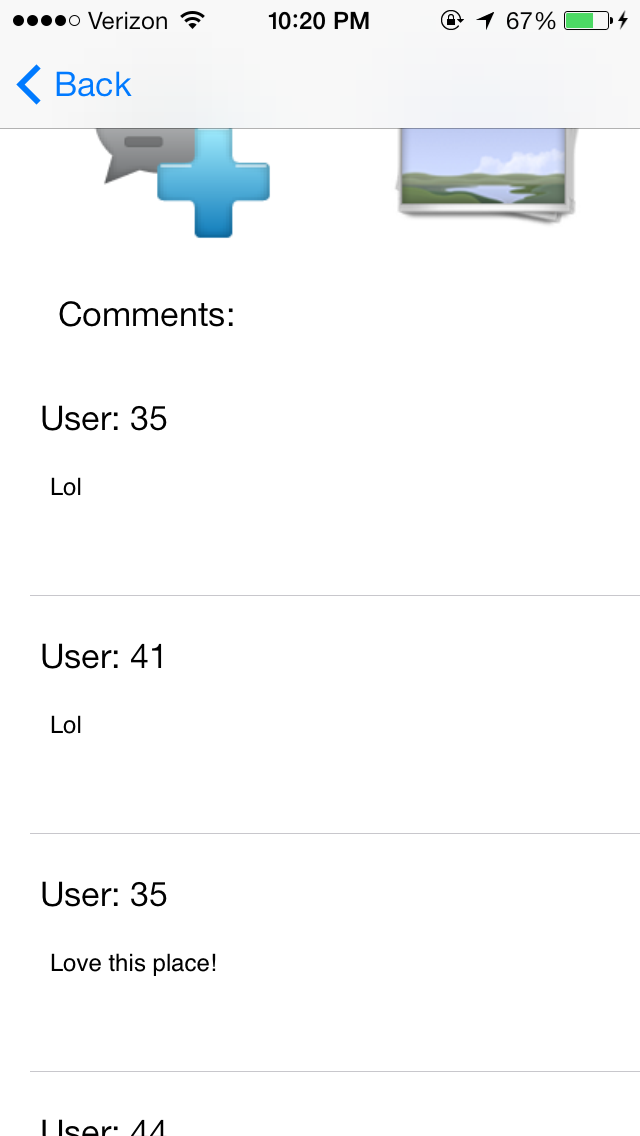 Verizon 10:20 PM 67%
Back
Comments:
User: 35
Lol
User: 41
Lol
User: 35
Love this place!
User: 44